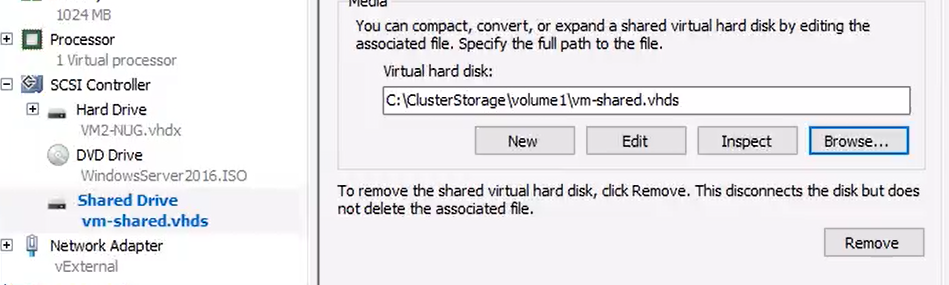 1024 MB
Processor
1 Virtual processor
SCSI Controller
Hard Drive
VM2-NUG.vhdx
DVD Drive
WindowsServer2016.ISO
Shared Drive
vm-shared.vhds
Network Adapter
vExternal
Media
You can compact, convert, or expand a shared virtual hard disk by editing the
associated file. Specify the full path to the file.
Virtual hard disk:
C:\ClusterStorage\volume1\vm-shared.vhds
New
Edit
Inspect
Browse...
To remove the shared virtual hard disk, click Remove. This disconnects the disk but does
not delete the associated file.
Remove